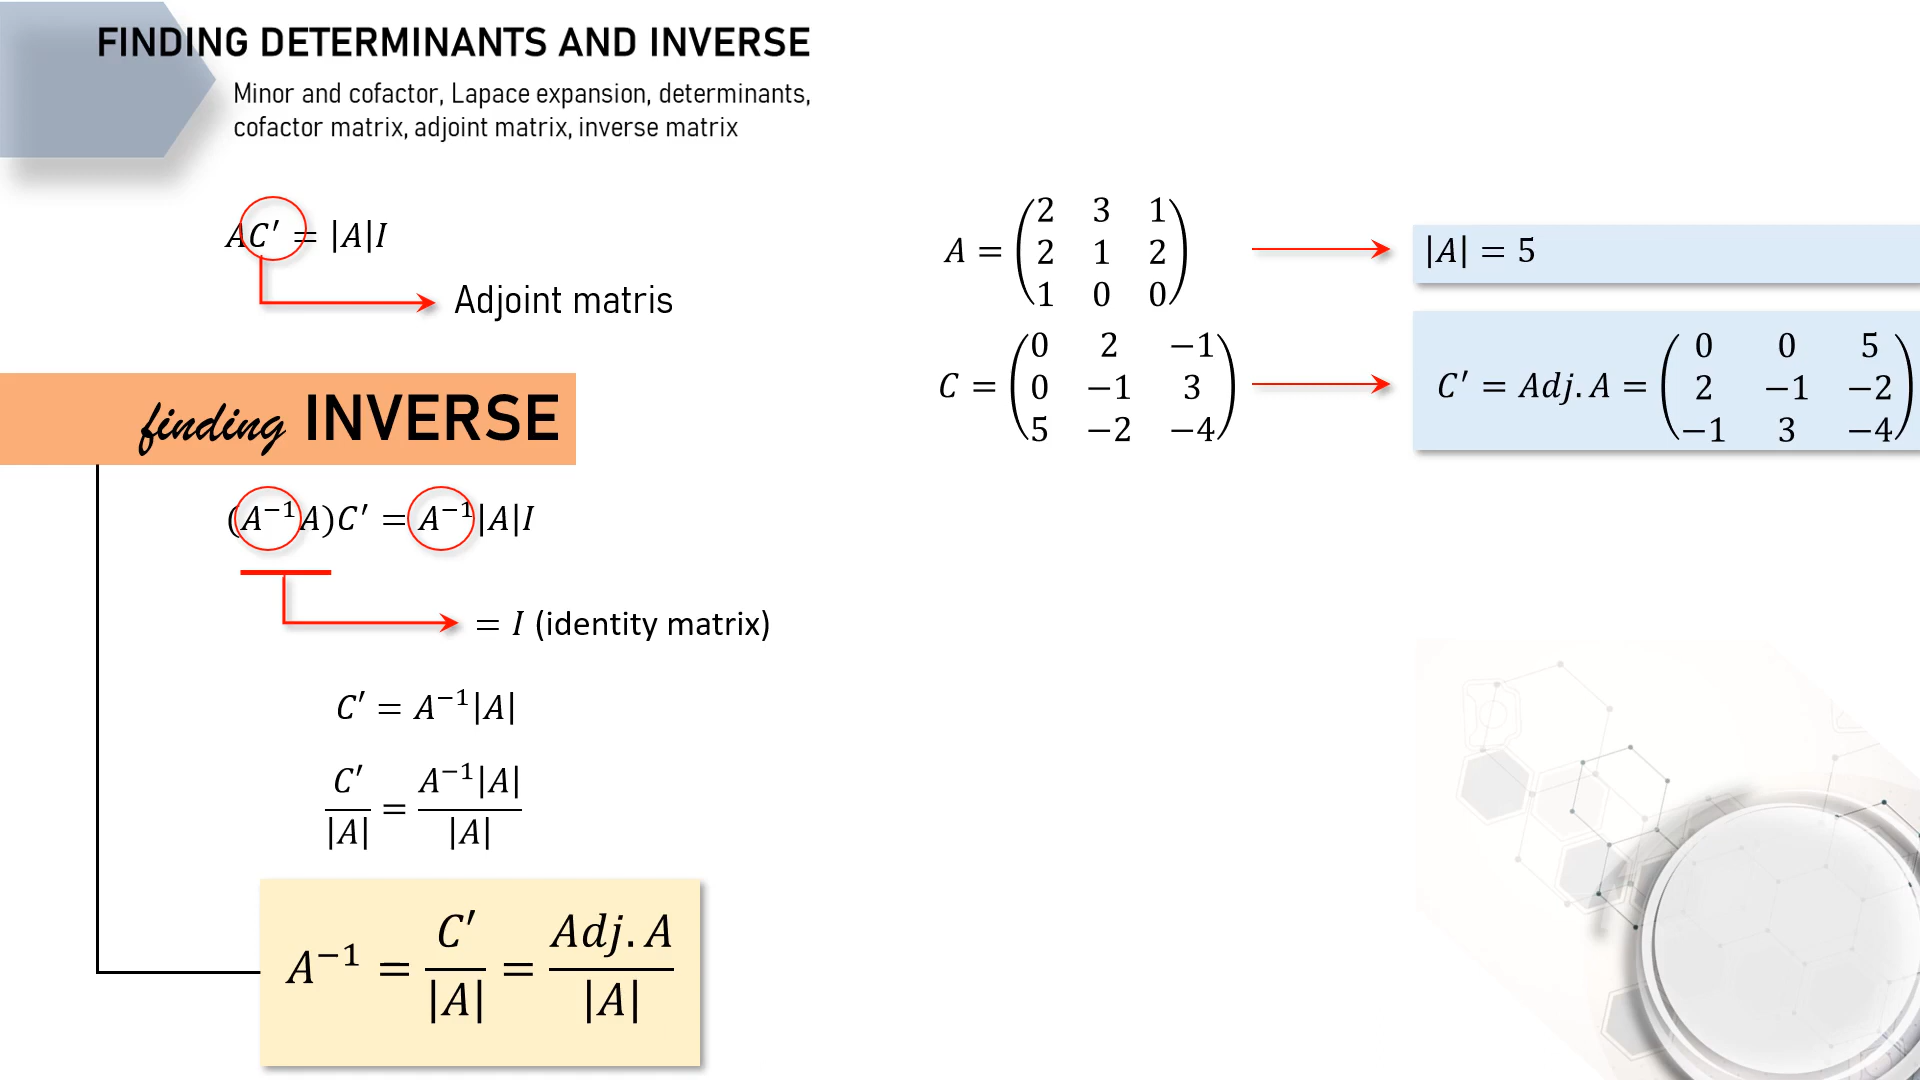 FINDING DETERMINANTS AND INVERSE
Minor and cofactor, Lapace expansion, determinants,
cofactor matrix, adjoint matrix, inverse matrix
AC′ = |A|I
Adjoint matris
finding INVERSE
(A⁻¹A)C′ = A⁻¹|A|I
= I (identity matrix)
C′ = A⁻¹|A|
C′/|A| = A⁻¹|A|/|A|
A⁻¹ = C′/|A| = Adj.A/|A|
A = (2 3 1
2 1 2
1 0 0)
|A| = 5
C = (0 2 −1
0 −1 3
5 −2 −4)
C′ = Adj.A = (0 0 5
2 −1 −2
−1 3 −4)